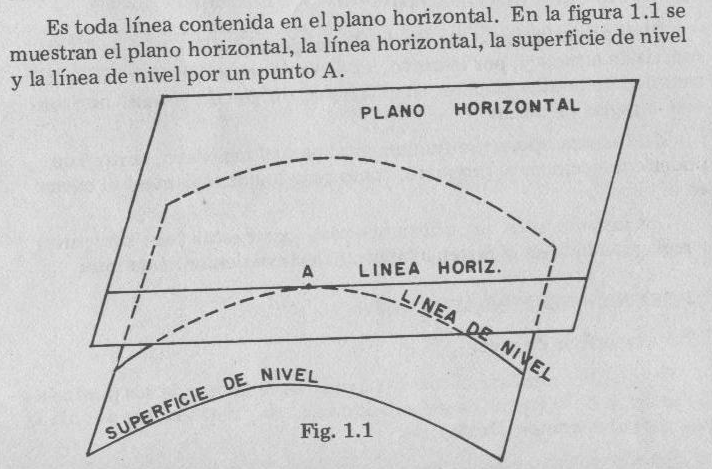 Es toda línea contenida en el plano horizontal. En la figura 1.1 se
muestran el plano horizontal, la línea horizontal, la superficie de nivel
y la línea de nivel por un punto A.
PLANO HORIZONTAL
A LINEA HORIZ.
LINEA DE NIVEL
SUPERFICIE DE NIVEL
Fig. 1.1